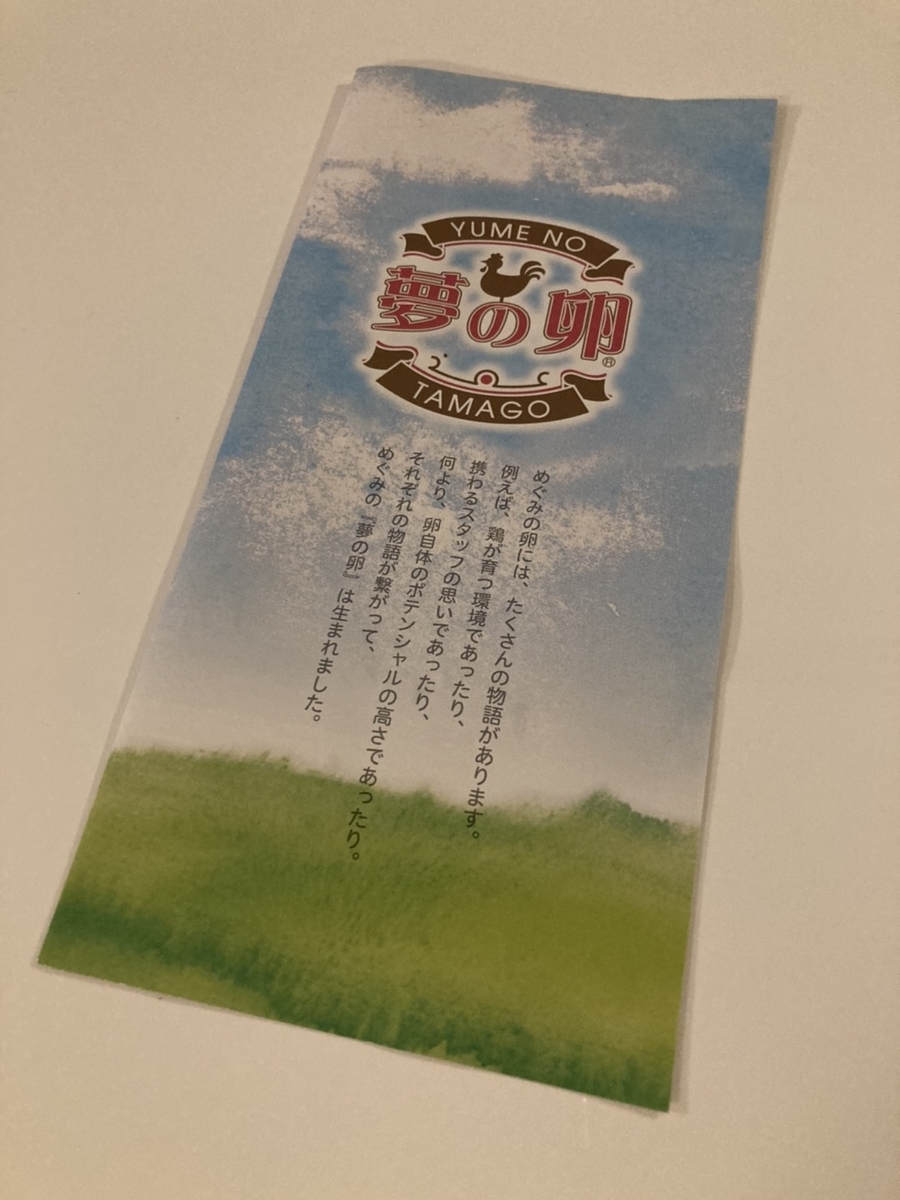 YUME NO
夢の卵®
TAMAGO
めぐみの卵には、たくさんの物語があります。
例えば、鶏が育つ環境であったり、
携わるスタッフの思いであったり、
何より、卵自体のポテンシャルの高さであったり。
それぞれの物語が繋がって、
めぐみの『夢の卵』は生まれました。